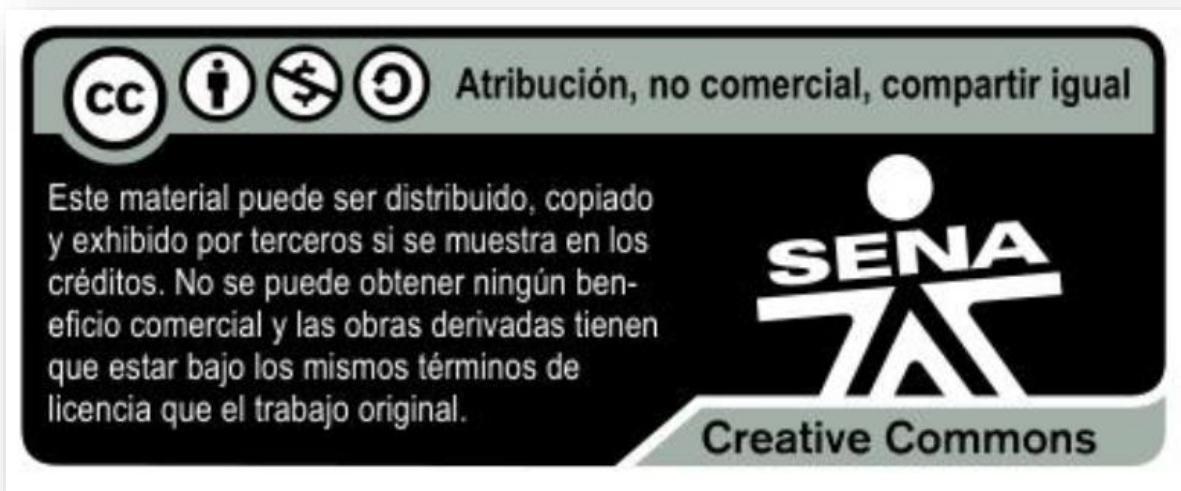 cc Atribución, no comercial, compartir igual
Este material puede ser distribuido, copiado
y exhibido por terceros si se muestra en los
créditos. No se puede obtener ningún ben-
eficio comercial y las obras derivadas tienen
que estar bajo los mismos términos de
licencia que el trabajo original.
SENA
Creative Commons